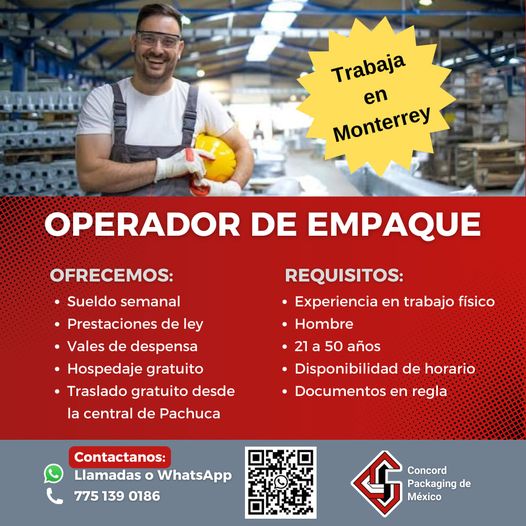 Trabaja
en
Monterrey
OPERADOR DE EMPAQUE
OFRECEMOS:
• Sueldo semanal
• Prestaciones de ley
• Vales de despensa
• Hospedaje gratuito
• Traslado gratuito desde
la central de Pachuca
REQUISITOS:
• Experiencia en trabajo físico
• Hombre
• 21 a 50 años
• Disponibilidad de horario
• Documentos en regla
Contactanos:
Llamadas o WhatsApp
775 139 0186
Concord
Packaging de
México